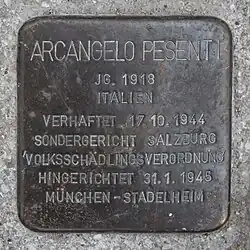 ARCANGELO PESENTI
JG. 1918
ITALIEN
VERHAFTET 17.10.1944
SONDERGERICHT SALZBURG
'VOLKSSCHÄDLINGSVERORDNUNG'
HINGERICHTET 31.1.1945
MÜNCHEN-STADELHEIM